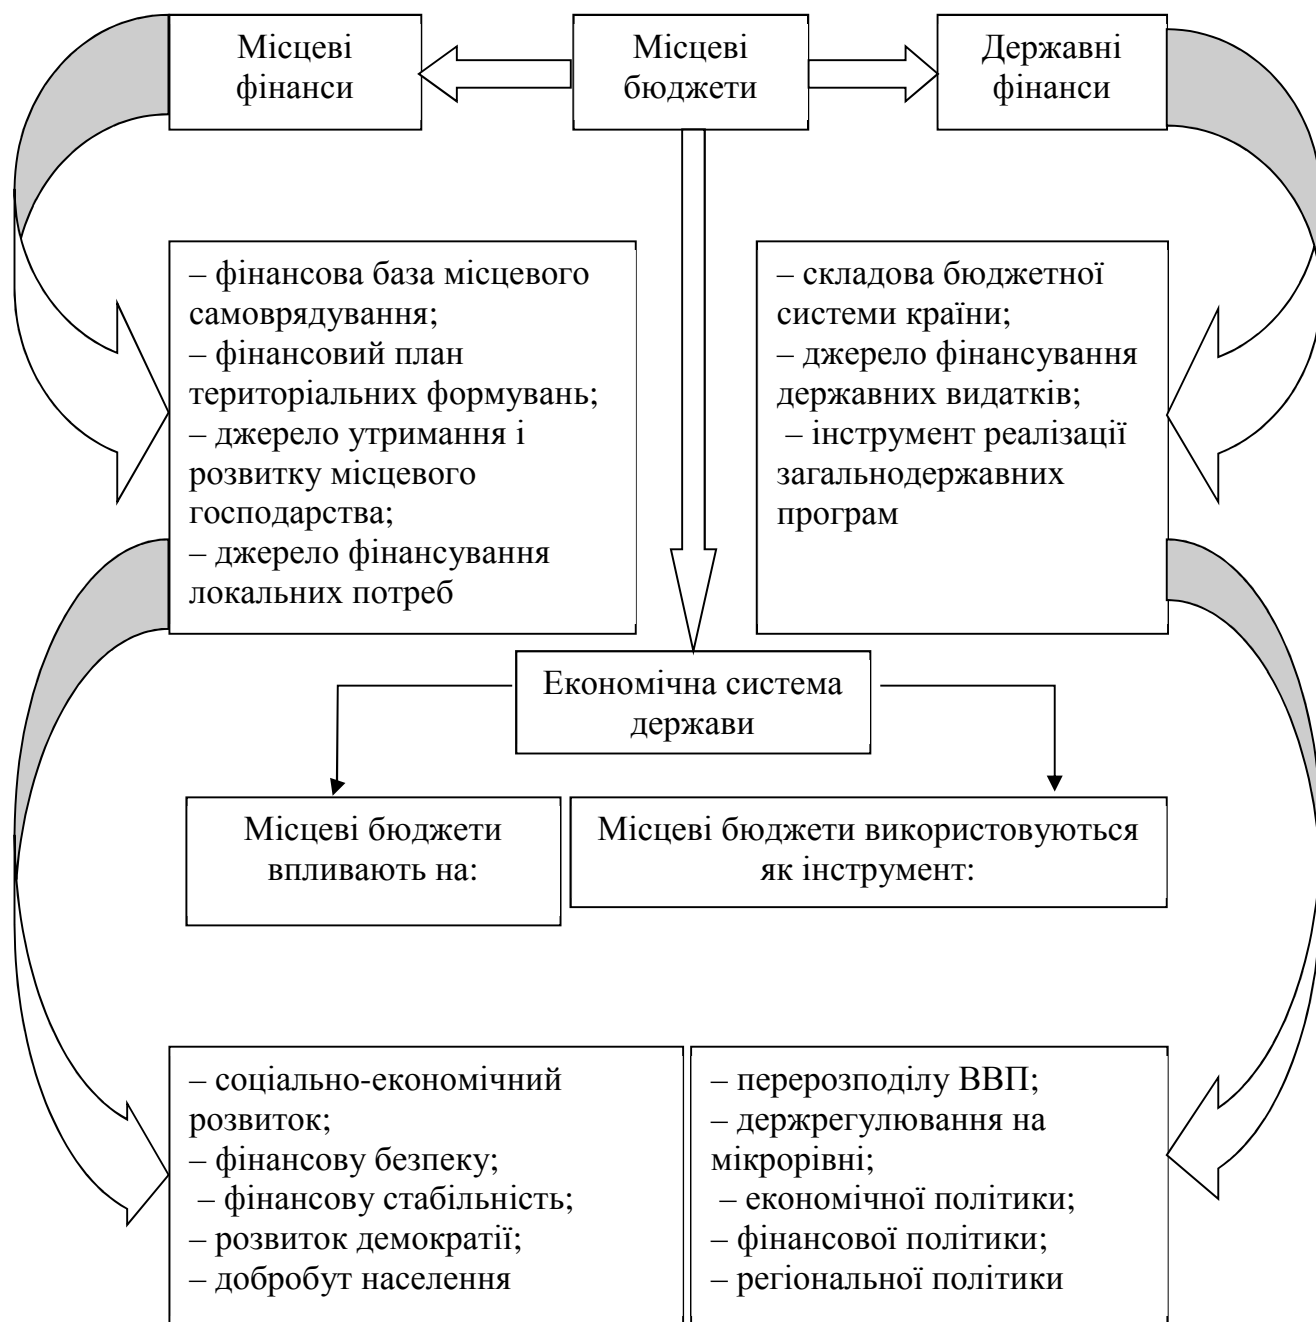 Місцеві
фінанси
Місцеві
бюджети
Державні
фінанси
– фінансова база місцевого
самоврядування;
– фінансовий план
територіальних формувань;
– джерело утримання і
розвитку місцевого
господарства;
– джерело фінансування
локальних потреб
– складова бюджетної
системи країни;
– джерело фінансування
державних видатків;
– інструмент реалізації
загальнодержавних
програм
Економічна система
держави
Місцеві бюджети
впливають на:
Місцеві бюджети використовуються
як інструмент:
– соціально-економічний
розвиток;
– фінансову безпеку;
– фінансову стабільність;
– розвиток демократії;
– добробут населення
– перерозподілу ВВП;
– держрегулювання на
мікрорівні;
– економічної політики;
– фінансової політики;
– регіональної політики